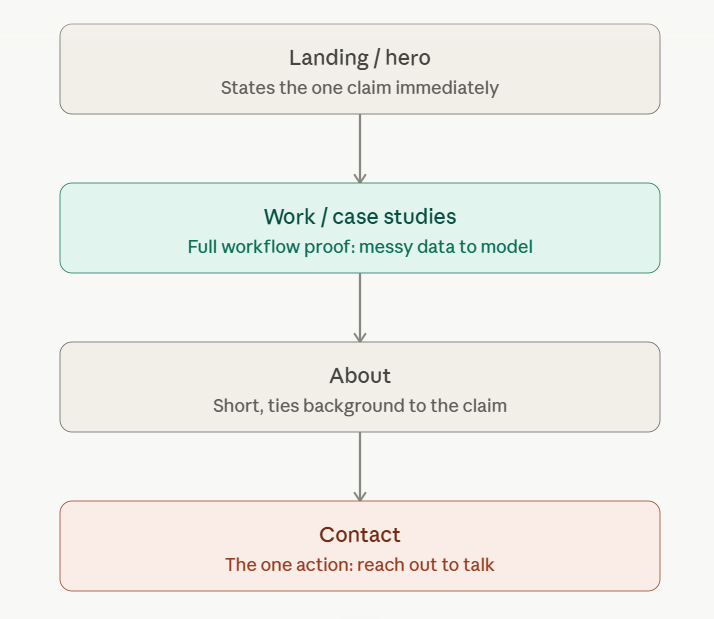 Landing / hero
States the one claim immediately
Work / case studies
Full workflow proof: messy data to model
About
Short, ties background to the claim
Contact
The one action: reach out to talk